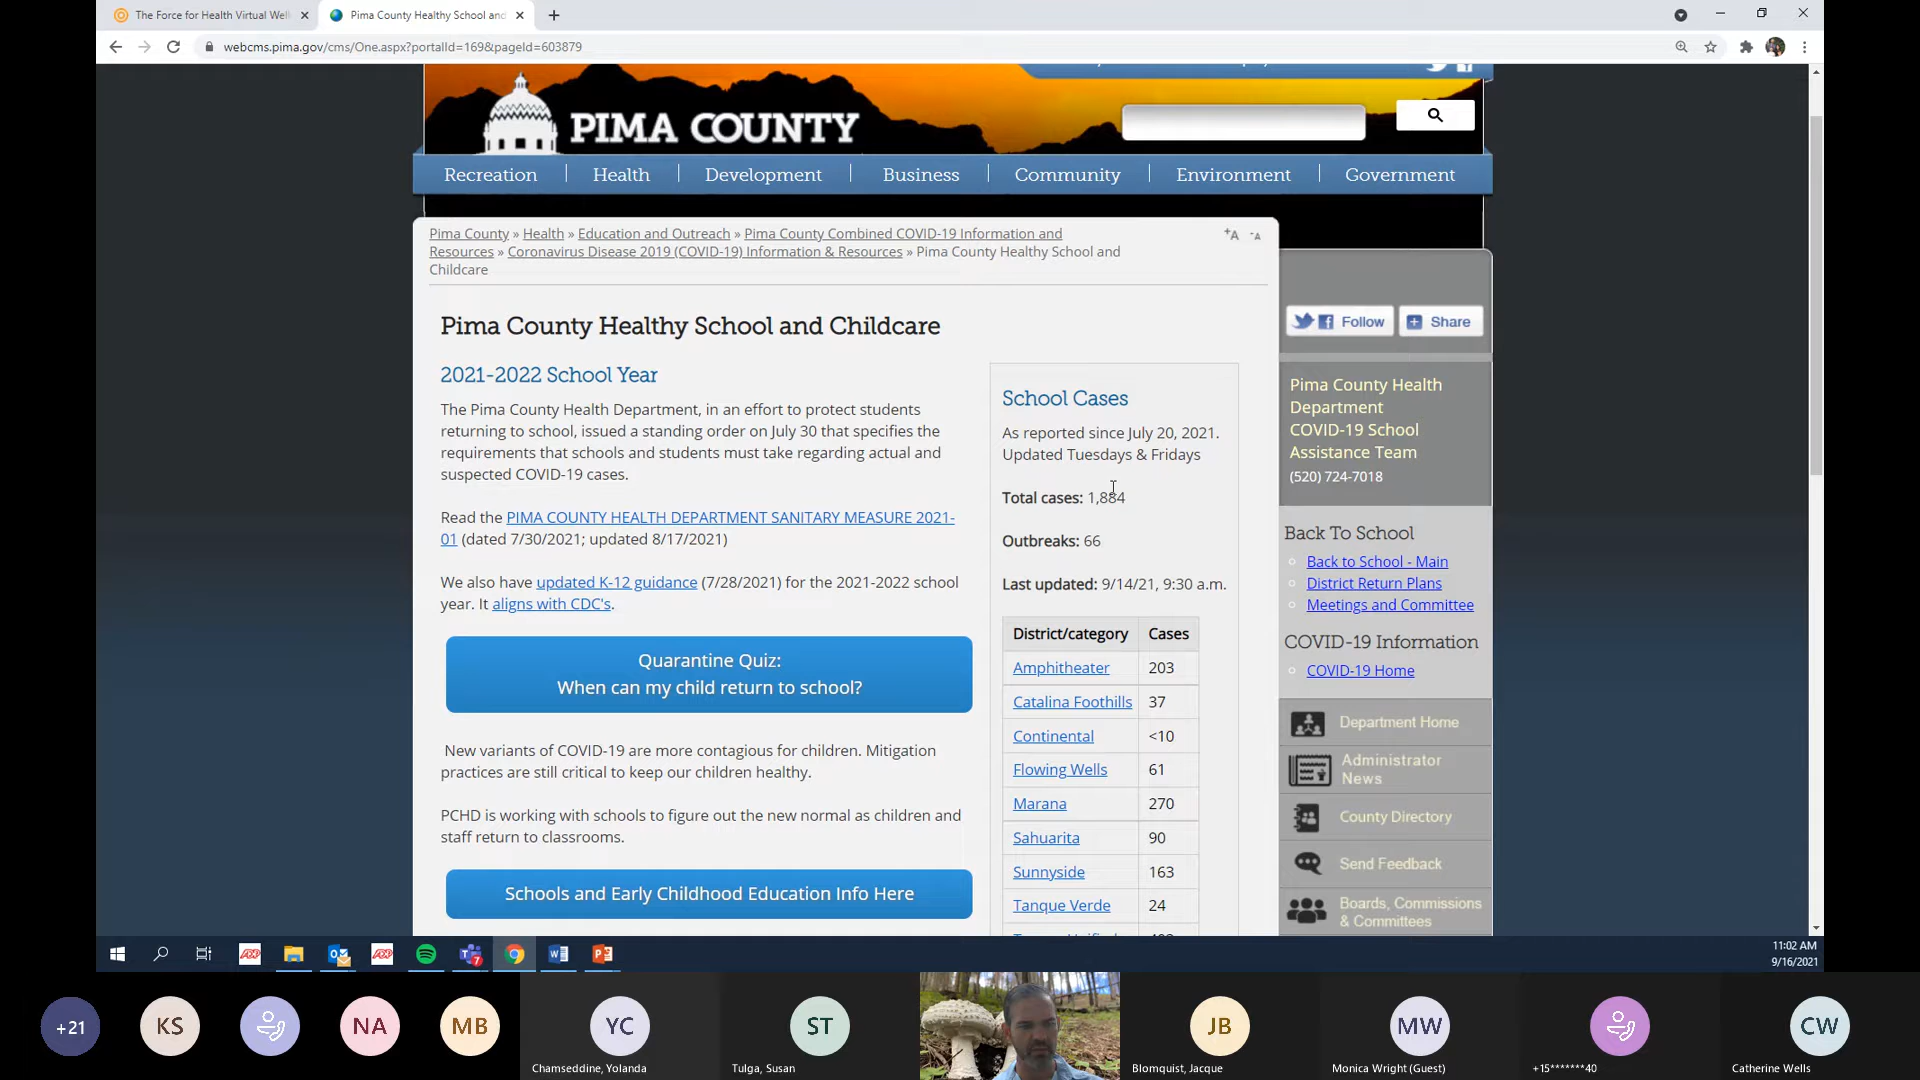 The Force for Health Virtual Well
Pima County Healthy School and
webcms.pima.gov/cms/One.aspx?portalId=169&pageId=603879
PIMA COUNTY
Recreation
Health
Development
Business
Community
Environment
Government
Pima County » Health » Education and Outreach » Pima County Combined COVID-19 Information and
Resources » Coronavirus Disease 2019 (COVID-19) Information & Resources » Pima County Healthy School and
Childcare
+A -A
Pima County Healthy School and Childcare
2021-2022 School Year
The Pima County Health Department, in an effort to protect students
returning to school, issued a standing order on July 30 that specifies the
requirements that schools and students must take regarding actual and
suspected COVID-19 cases.
Read the PIMA COUNTY HEALTH DEPARTMENT SANITARY MEASURE 2021-
01 (dated 7/30/2021; updated 8/17/2021)
We also have updated K-12 guidance (7/28/2021) for the 2021-2022 school
year. It aligns with CDC's.
Quarantine Quiz:
When can my child return to school?
New variants of COVID-19 are more contagious for children. Mitigation
practices are still critical to keep our children healthy.
PCHD is working with schools to figure out the new normal as children and
staff return to classrooms.
Schools and Early Childhood Education Info Here
School Cases
As reported since July 20, 2021.
Updated Tuesdays & Fridays
Total cases: 1,884
Outbreaks: 66
Last updated: 9/14/21, 9:30 a.m.
District/category Cases
Amphitheater 203
Catalina Foothills 37
Continental <10
Flowing Wells 61
Marana 270
Sahuarita 90
Sunnyside 163
Tanque Verde 24
Follow
Share
Pima County Health
Department
COVID-19 School
Assistance Team
(520) 724-7018
Back To School
Back to School - Main
District Return Plans
Meetings and Committee
COVID-19 Information
COVID-19 Home
Department Home
Administrator
News
County Directory
Send Feedback
Boards, Commissions
& Committees
11:02 AM
9/16/2021
+21
KS
NA
MB
YC
Chamseddine, Yolanda
ST
Tulga, Susan
JB
Blomquist, Jacque
MW
Monica Wright (Guest)
+15*******40
CW
Catherine Wells